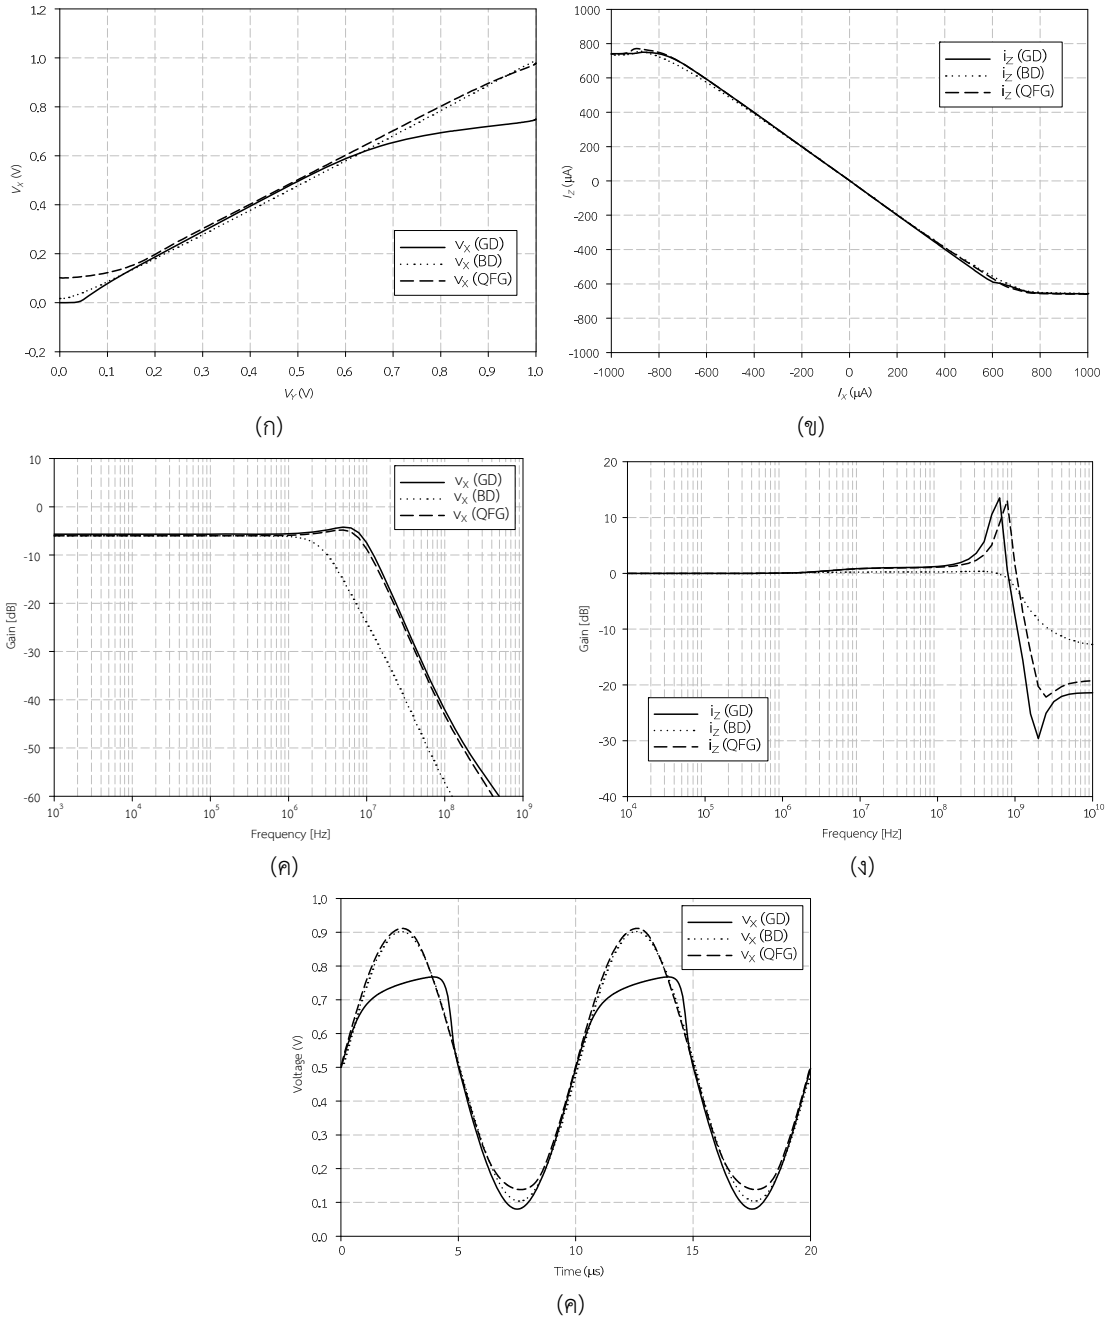 1.2
1.0
0.8
0.6
0.4
0.2
0.0
-0.2
V_X (V)
v_X (GD)
v_X (BD)
v_X (QFG)
0.0 0.1 0.2 0.3 0.4 0.5 0.6 0.7 0.8 0.9 1.0
V_Y (V)
(ก)
1000
800
600
400
200
0
-200
-400
-600
-800
-1000
I_Z (µA)
i_Z (GD)
i_Z (BD)
i_Z (QFG)
-1000 -800 -600 -400 -200 0 200 400 600 800 1000
I_X (µA)
(ข)
10
0
-10
-20
-30
-40
-50
-60
Gain [dB]
v_X (GD)
v_X (BD)
v_X (QFG)
10^3 10^4 10^5 10^6 10^7 10^8 10^9
Frequency [Hz]
(ค)
20
10
0
-10
-20
-30
-40
Gain [dB]
i_Z (GD)
i_Z (BD)
i_Z (QFG)
10^4 10^5 10^6 10^7 10^8 10^9 10^10
Frequency [Hz]
(ง)
1.0
0.9
0.8
0.7
0.6
0.5
0.4
0.3
0.2
0.1
0.0
Voltage (V)
v_X (GD)
v_X (BD)
v_X (QFG)
0 5 10 15 20
Time (µs)
(ค)